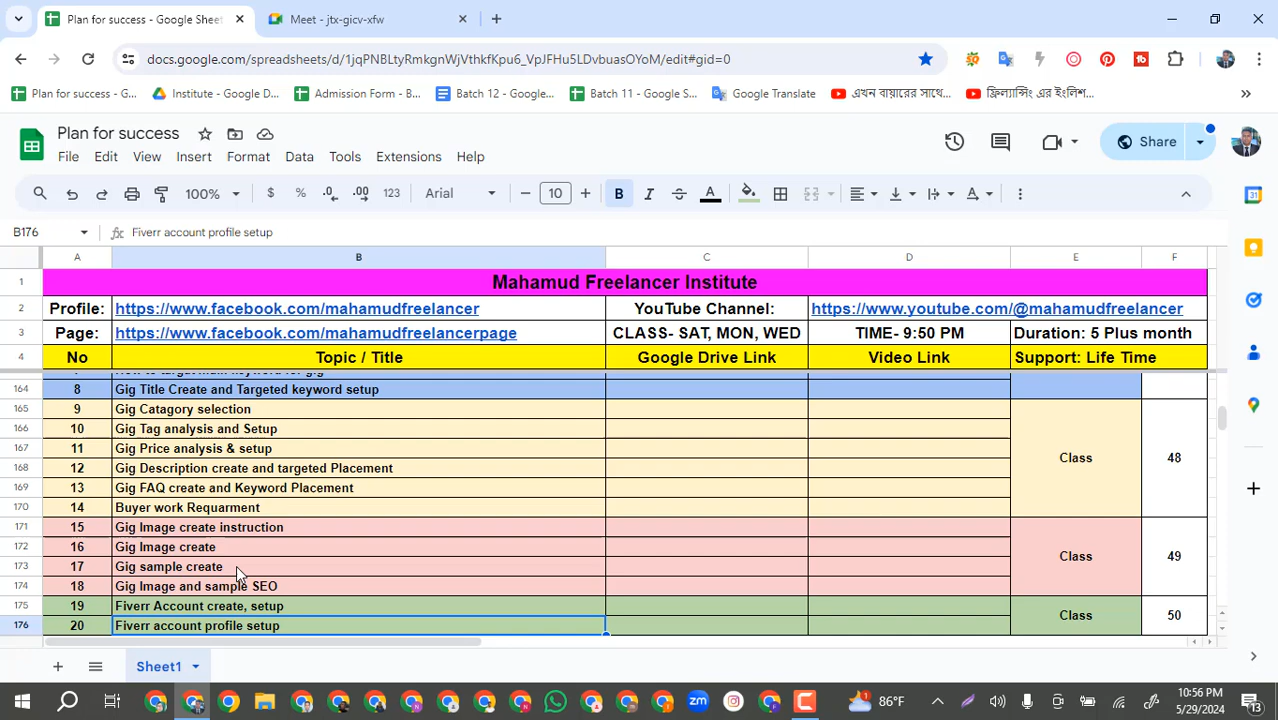 Plan for success - Google Sheet
Meet - jtx-gicv-xfw
docs.google.com/spreadsheets/d/1jqPNBLtyRmkgnWjVthkfKpu6_VpJFHu5LDvbuasOYoM/edit#gid=0
Plan for success - G...
Institute - Google D...
Admission Form - B...
Batch 12 - Google...
Batch 11 - Google S...
Google Translate
এখন বায়ারের সাথে...
ফ্রিল্যান্সিং এর ইংলিশ...
Plan for success
File Edit View Insert Format Data Tools Extensions Help
Share
100% $ % .0 .00 123 Arial 10 B I A
B176 fx Fiverr account profile setup
A B C D E F
1 Mahamud Freelancer Institute
2 Profile: https://www.facebook.com/mahamudfreelancer YouTube Channel: https://www.youtube.com/@mahamudfreelancer
3 Page: https://www.facebook.com/mahamudfreelancerpage CLASS- SAT, MON, WED TIME- 9:50 PM Duration: 5 Plus month
4 No Topic / Title Google Drive Link Video Link Support: Life Time
164 8 Gig Title Create and Targeted keyword setup
165 9 Gig Catagory selection
166 10 Gig Tag analysis and Setup
167 11 Gig Price analysis & setup
168 12 Gig Description create and targeted Placement
Class 48
169 13 Gig FAQ create and Keyword Placement
170 14 Buyer work Requarment
171 15 Gig Image create instruction
172 16 Gig Image create
Class 49
173 17 Gig sample create
174 18 Gig Image and sample SEO
175 19 Fiverr Account create, setup
Class 50
176 20 Fiverr account profile setup
Sheet1
86°F
10:56 PM
5/29/2024
13